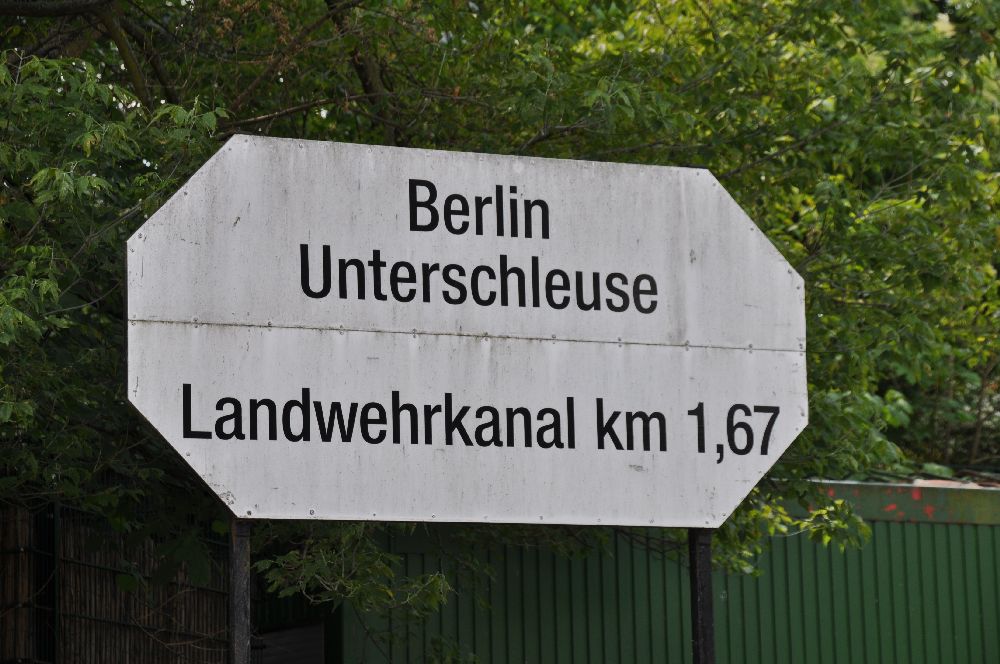 Berlin
Unterschleuse
Landwehrkanal km 1,67